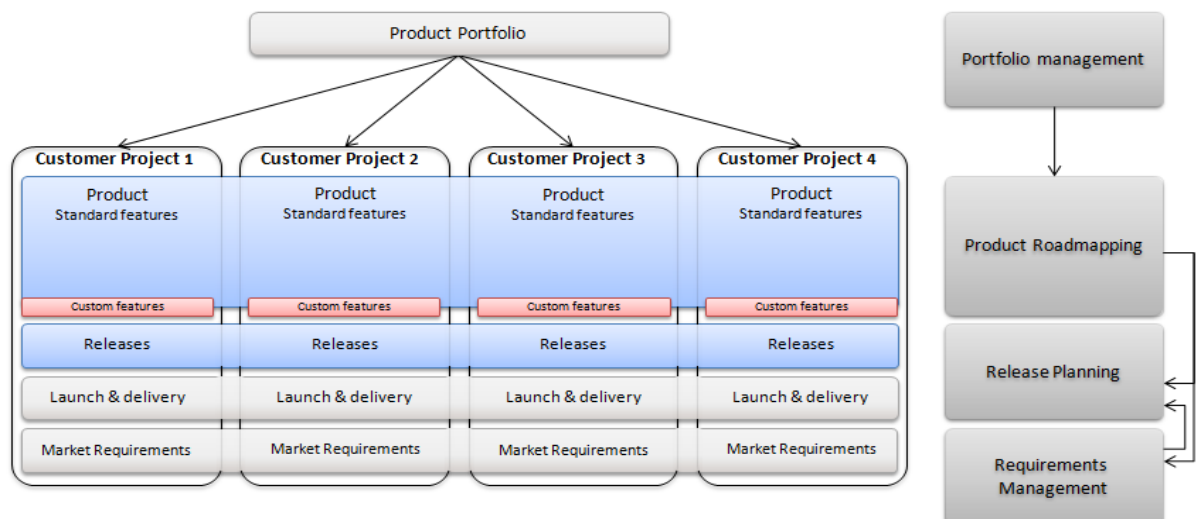 Product Portfolio
Portfolio management
Customer Project 1
Customer Project 2
Customer Project 3
Customer Project 4
Product
Standard features
Product
Standard features
Product
Standard features
Product
Standard features
Product Roadmapping
Custom features
Custom features
Custom features
Custom features
Releases
Releases
Releases
Releases
Release Planning
Launch & delivery
Launch & delivery
Launch & delivery
Launch & delivery
Market Requirements
Market Requirements
Market Requirements
Market Requirements
Requirements
Management